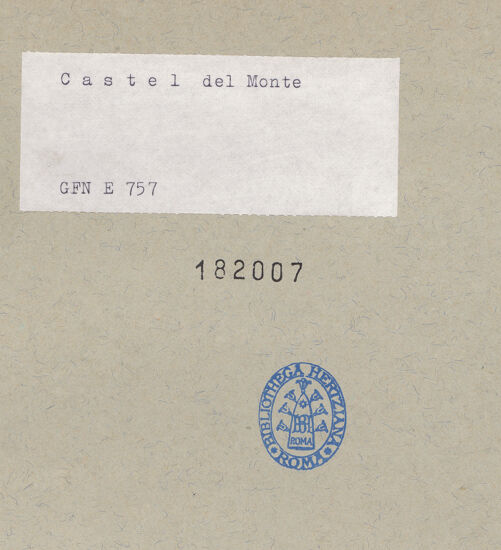 C a s t e l del Monte
GFN E 757
182007
BIBLIOTHECA HERTZIANA
ROMA
ROMA